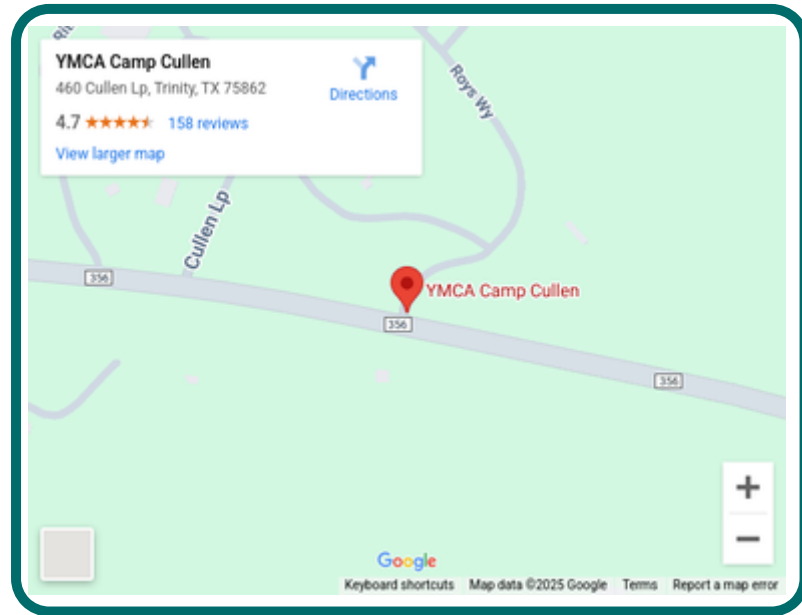 YMCA Camp Cullen
460 Cullen Lp, Trinity, TX 75862
Directions
4.7 158 reviews
View larger map
Roys Wy
Cullen Lp
356
YMCA Camp Cullen
356
356
Google
Keyboard shortcuts Map data ©2025 Google Terms Report a map error